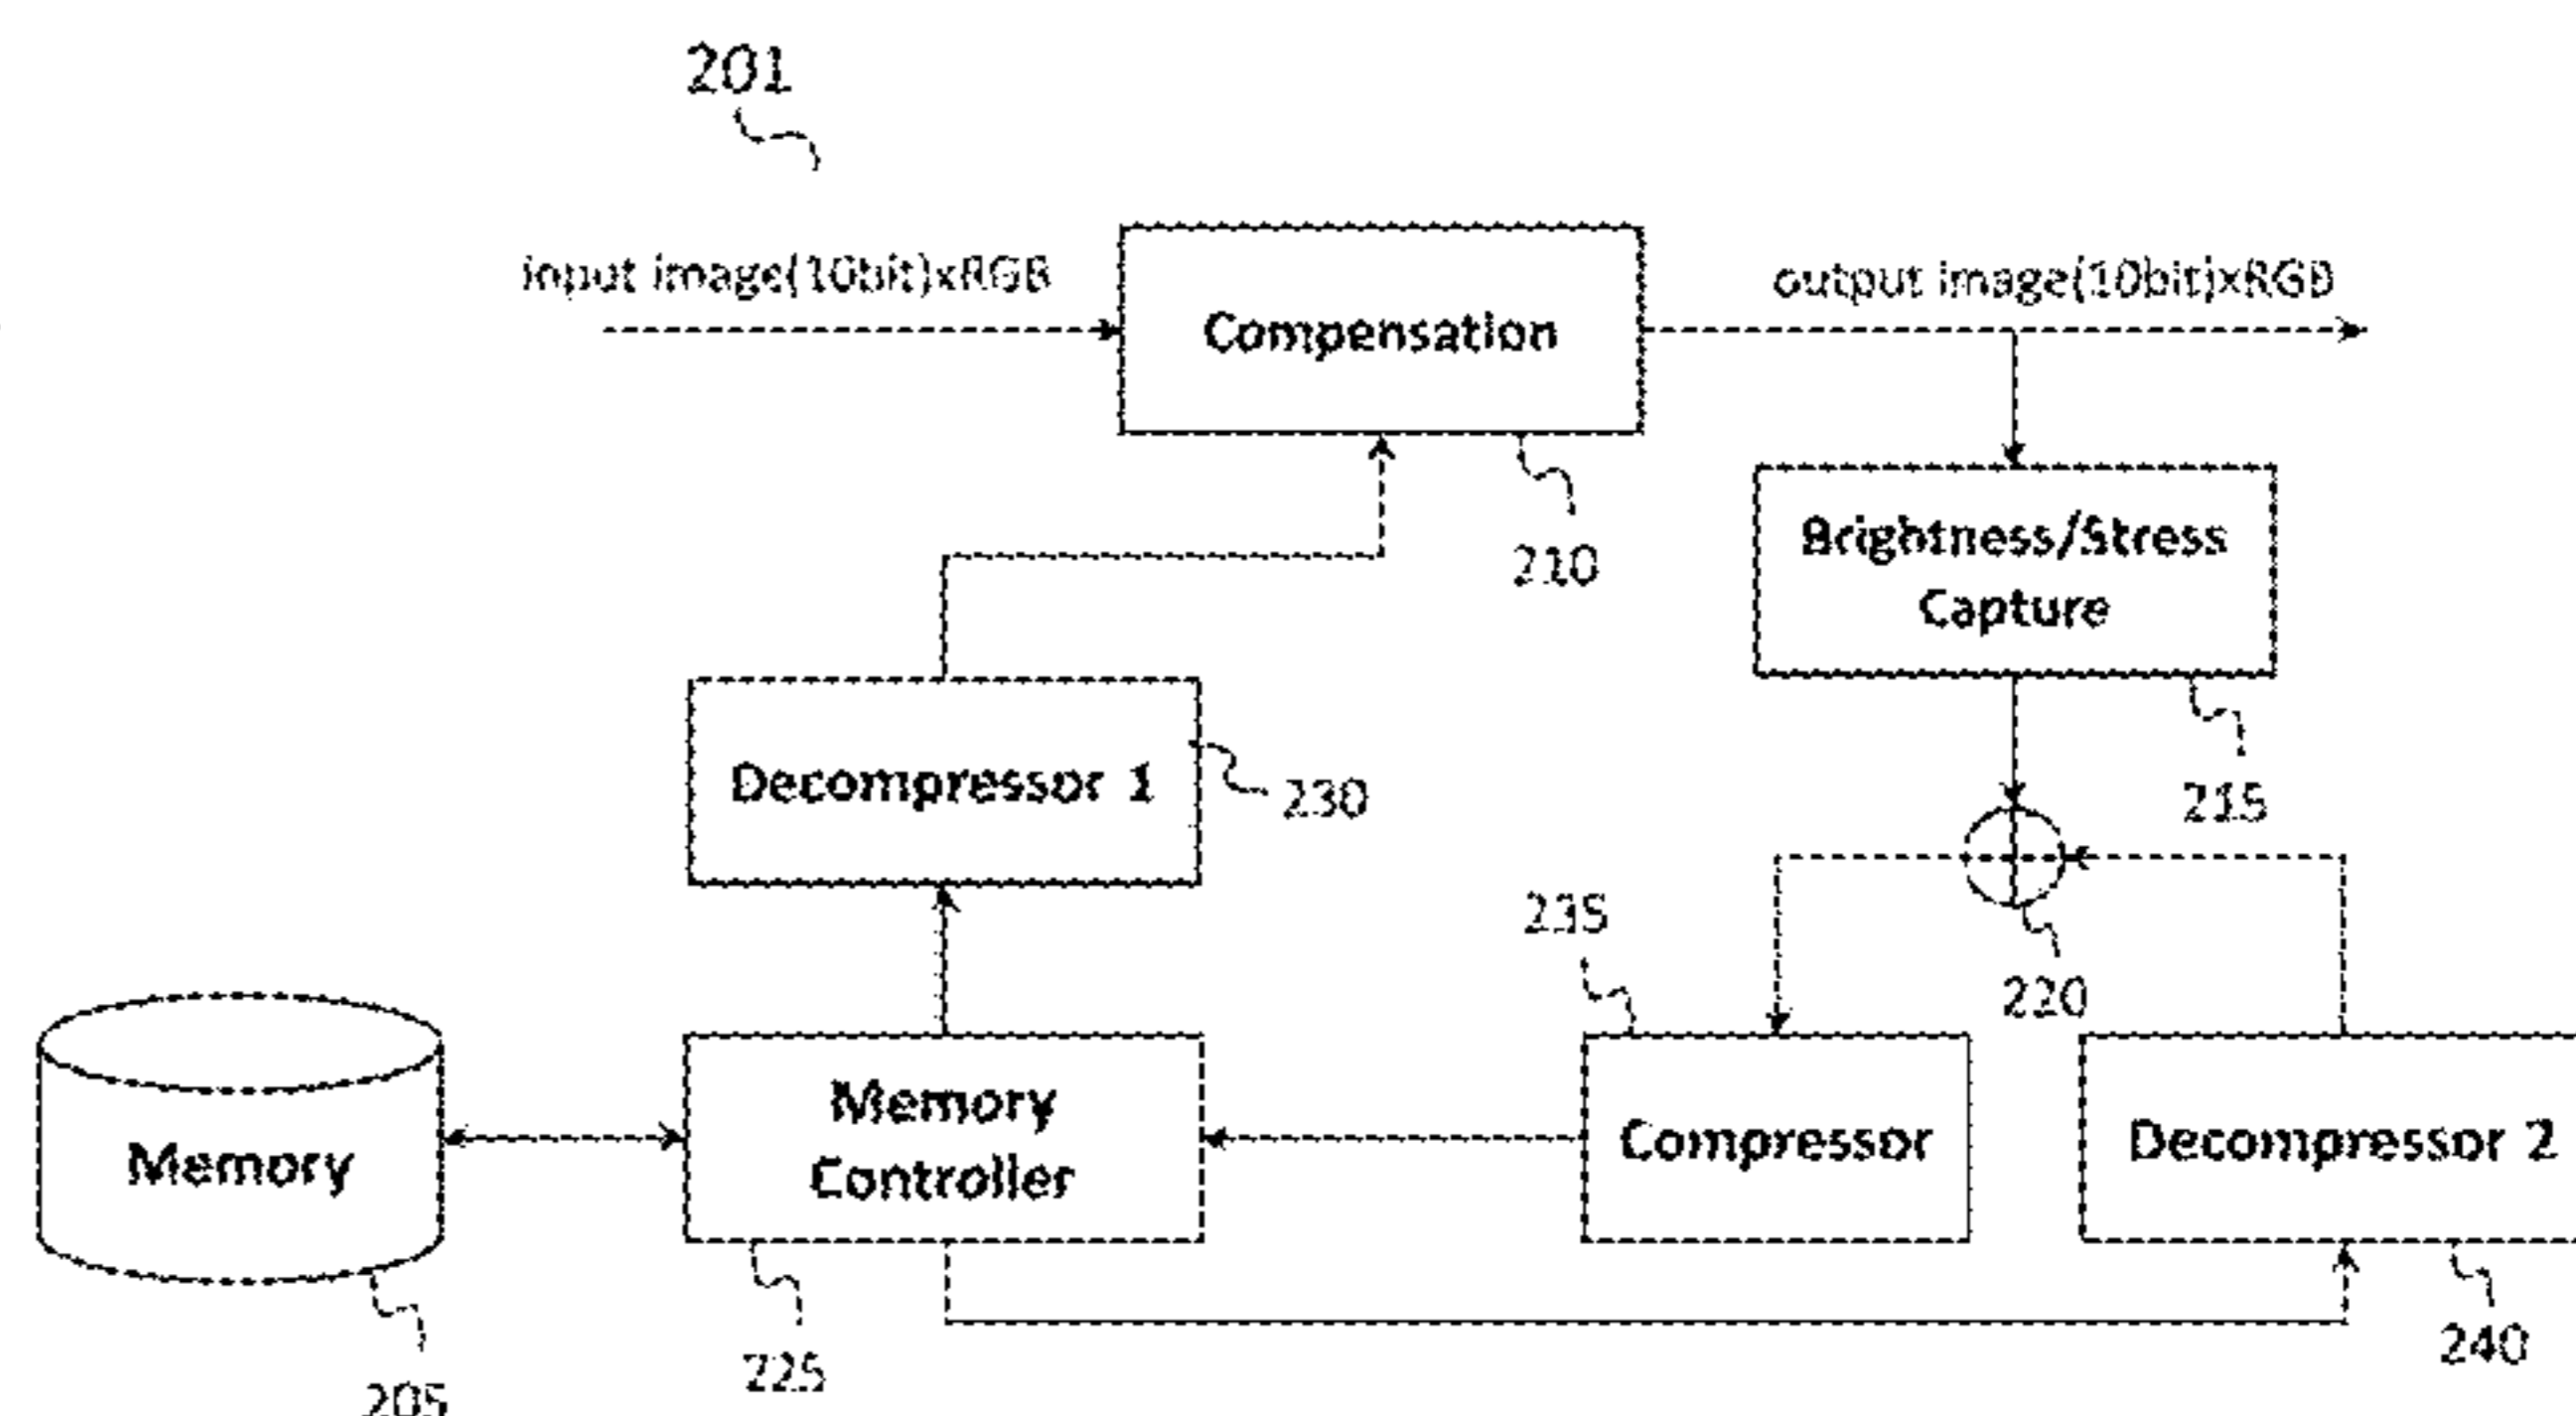 201
input image(10bit)xRGB
Compensation
output image(10bit)xRGB
210
Brightness/Stress
Capture
215
Decompressor 1
230
220
235
Memory
Memory
Controller
Compressor
Decompressor 2
205
225
240